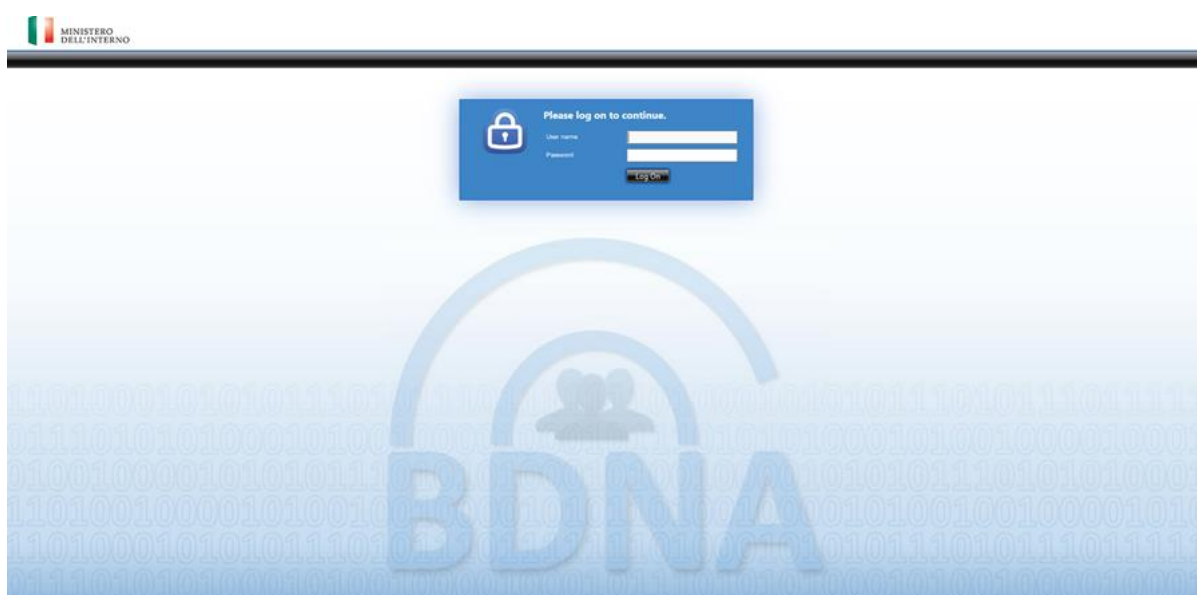 MINISTERO
DELL'INTERNO
Please log on to continue.
User name
Password
Log On
BDNA